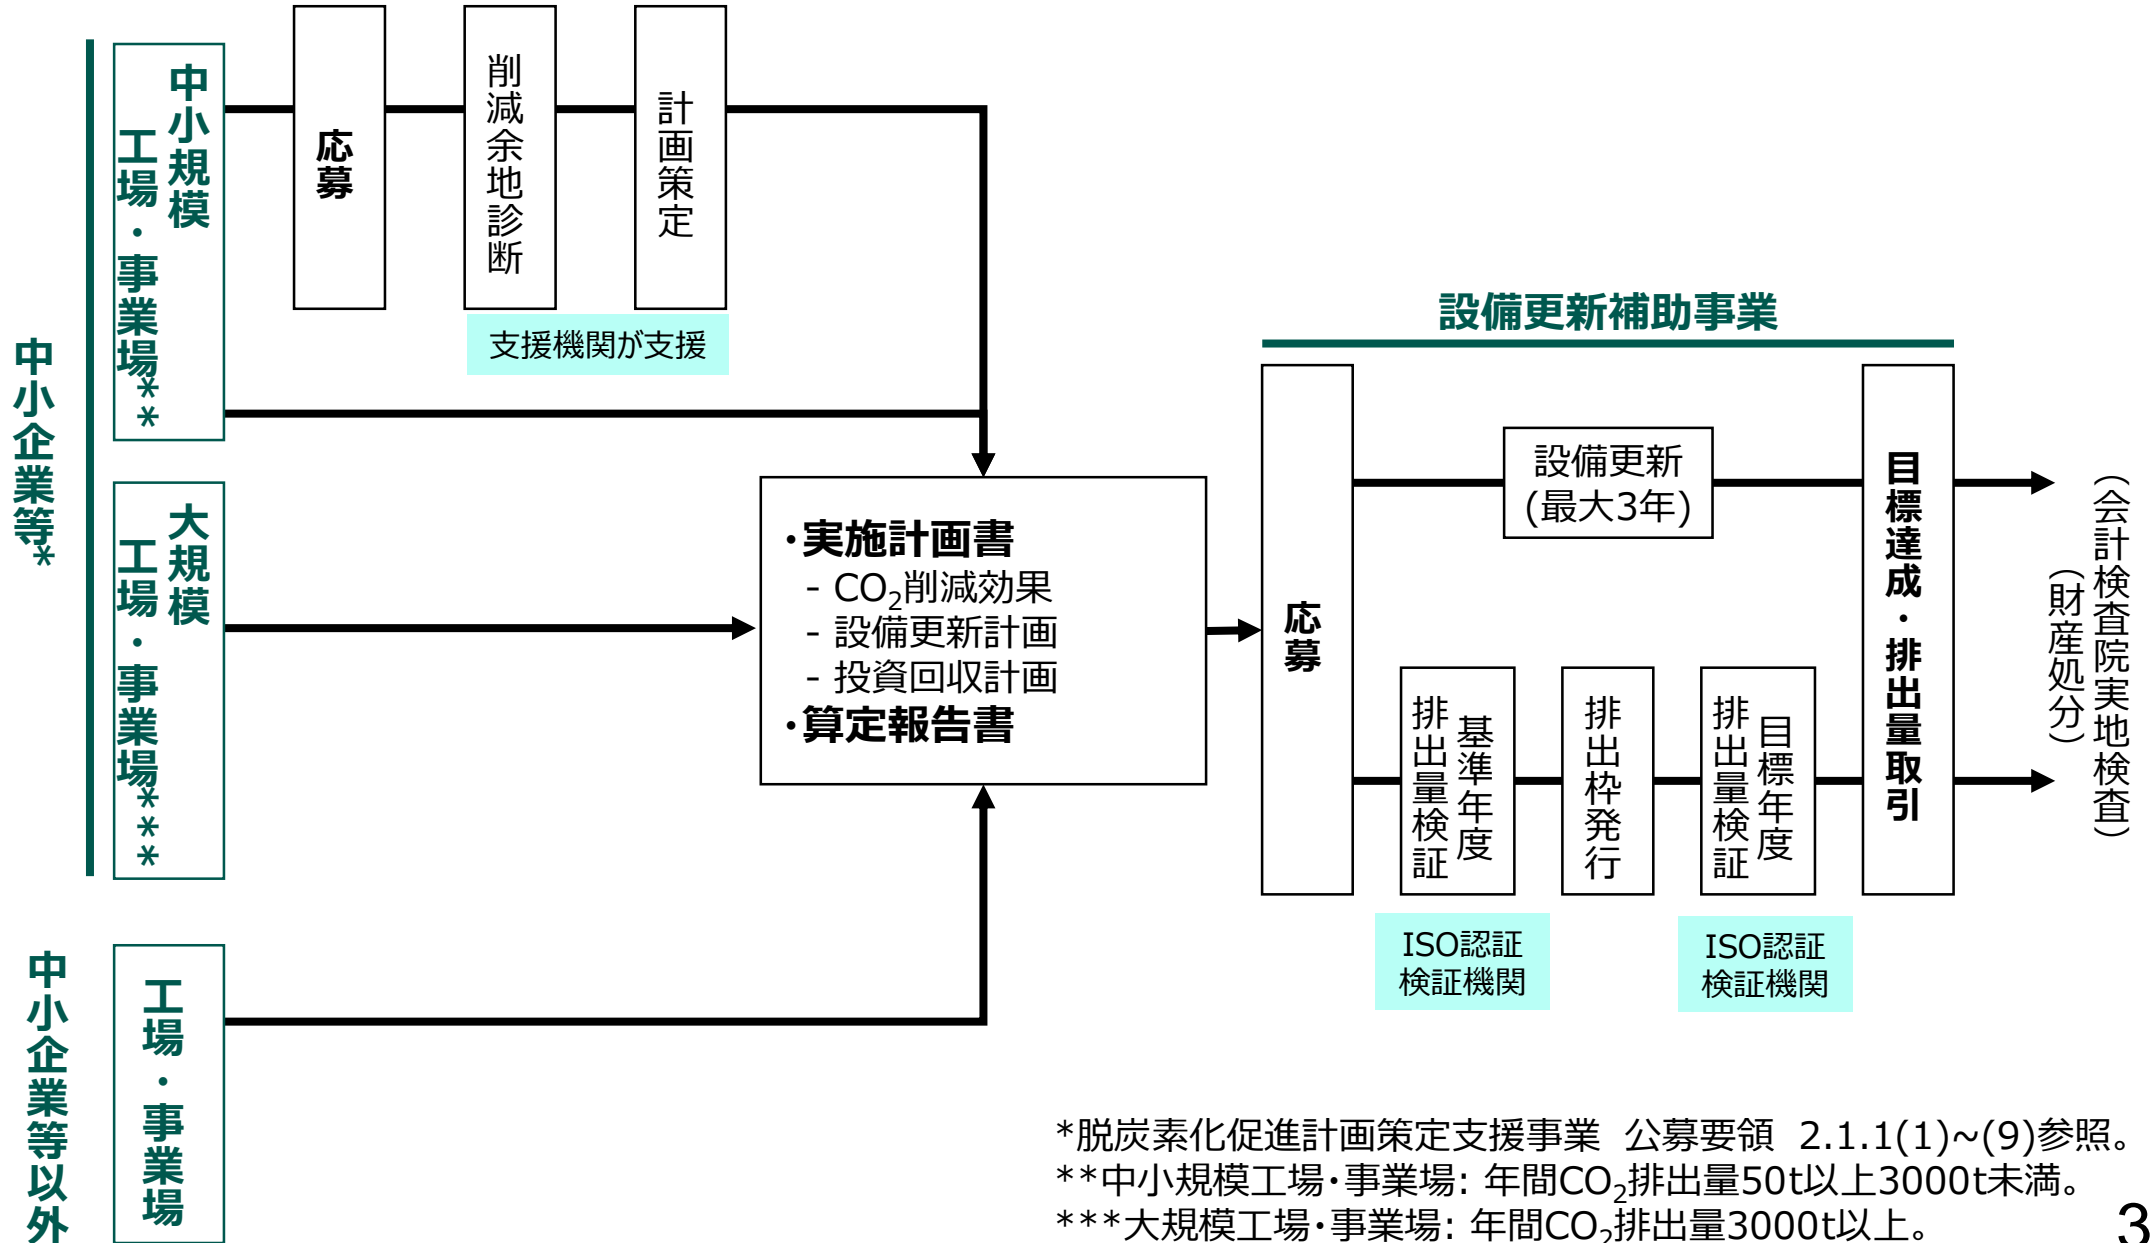 中小企業等*
中小規模
工場・事業場**
応募
削減余地診断
計画策定
支援機関が支援
大規模
工場・事業場***
中小企業等以外
工場・事業場
・実施計画書
- CO₂削減効果
- 設備更新計画
- 投資回収計画
・算定報告書
設備更新補助事業
応募
設備更新
(最大3年)
基準年度
排出量検証
排出枠発行
目標年度
排出量検証
ISO認証
検証機関
ISO認証
検証機関
目標達成・排出量取引
(会計検査院実地検査)
(財産処分)
*脱炭素化促進計画策定支援事業 公募要領 2.1.1(1)~(9)参照。
**中小規模工場・事業場: 年間CO₂排出量50t以上3000t未満。
***大規模工場・事業場: 年間CO₂排出量3000t以上。
3